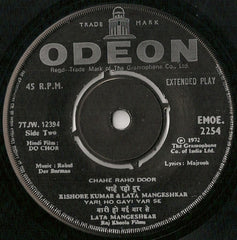 TRADE MARK
ODEON
Regd. Trade Mark of The Gramophone Co.
45 R.P.M.
EXTENDED PLAY
7TJW. 12394
Side Two
EMOE.
2254
Hindi Film :
DO CHOR
CHAHE RAHO DOOR
चाहे रहो दूर
KISHORE KUMAR & LATA MANGESHKAR
YARI HO GAYI YAR SE
यारी हो गई यार से
LATA MANGESHKAR
Raj Khosla Films
Music : Rahul
Dev Burman
℗ 1972
The Gramophone
Co. of India Ltd.
Lyrics : Majrooh